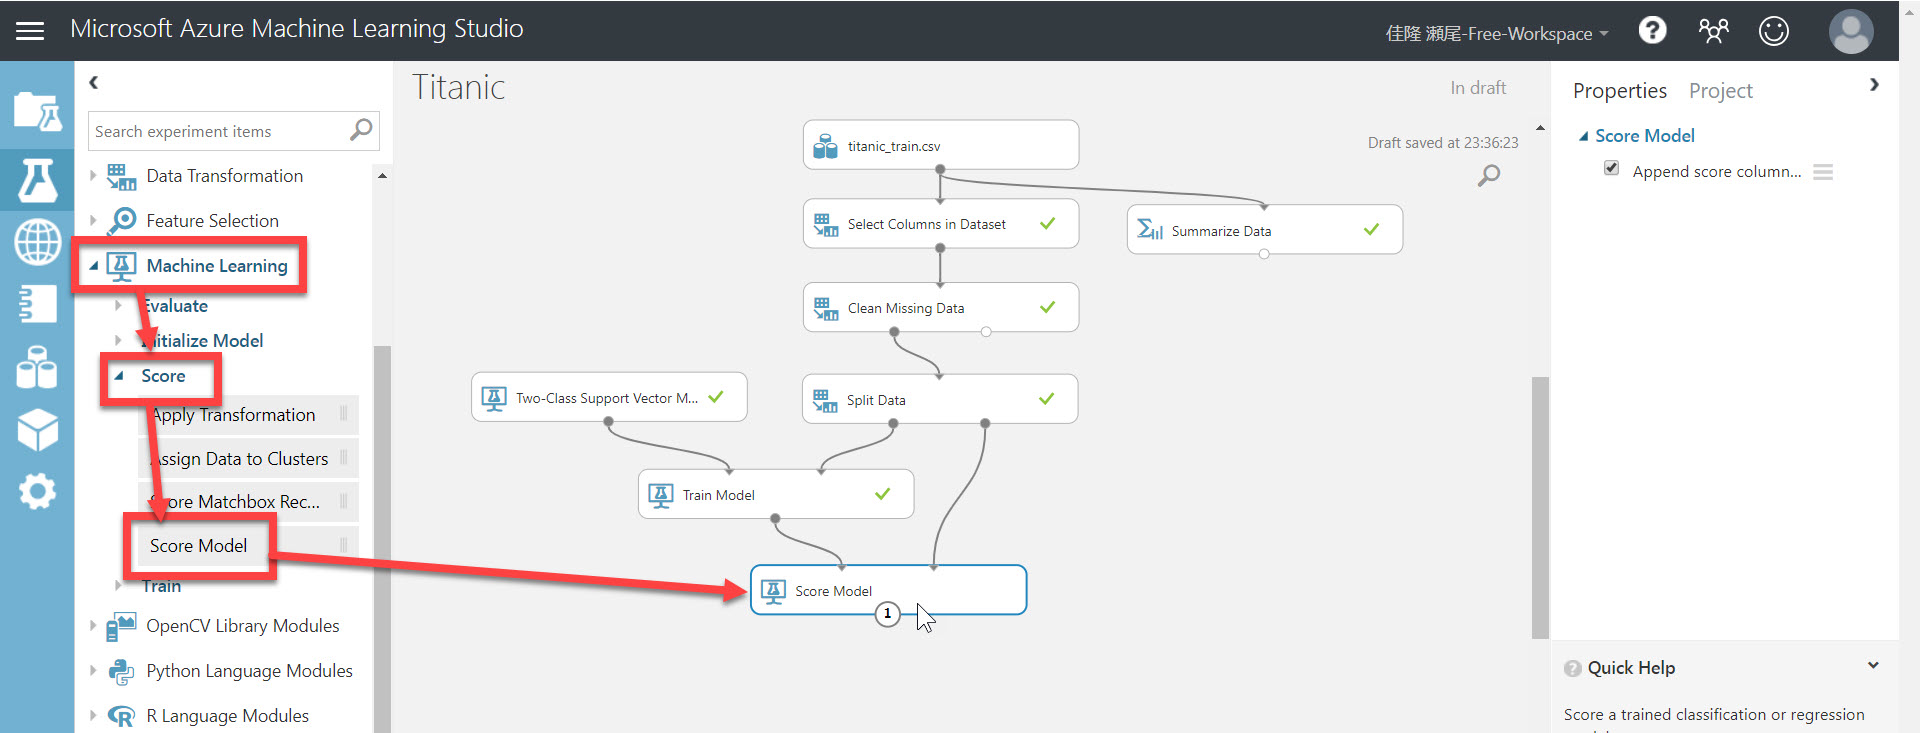 Microsoft Azure Machine Learning Studio
佳隆 瀬尾-Free-Workspace
Search experiment items
Data Transformation
Feature Selection
Machine Learning
Evaluate
Initialize Model
Score
Apply Transformation
Assign Data to Clusters
Score Matchbox Rec...
Score Model
Train
OpenCV Library Modules
Python Language Modules
R Language Modules
Titanic
In draft
Draft saved at 23:36:23
titanic_train.csv
Select Columns in Dataset
Summarize Data
Clean Missing Data
Two-Class Support Vector M...
Split Data
Train Model
Score Model
1
Properties
Project
Score Model
Append score column...
Quick Help
Score a trained classification or regression